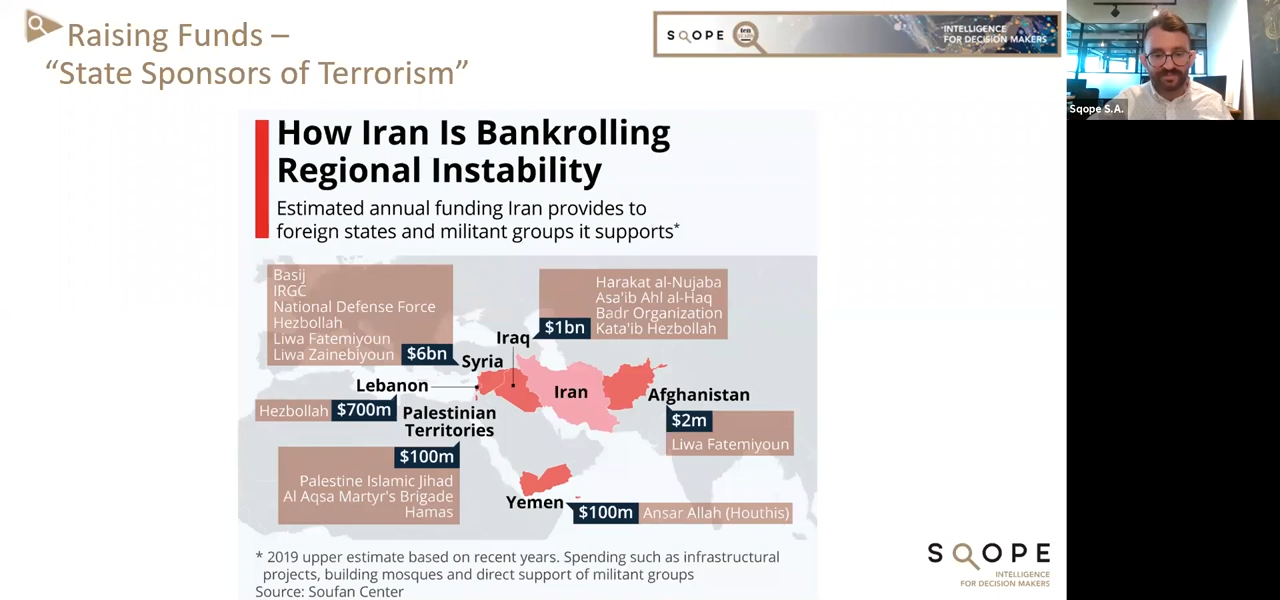 Raising Funds –
“State Sponsors of Terrorism”
SQOPE
ten
INTELLIGENCE
FOR DECISION MAKERS
Sqope S.A.
How Iran Is Bankrolling
Regional Instability
Estimated annual funding Iran provides to
foreign states and militant groups it supports*
Basij
IRGC
National Defense Force
Hezbollah
Liwa Fatemiyoun
Liwa Zainebiyoun
$6bn
Syria
Harakat al-Nujaba
Asa'ib Ahl al-Haq
Badr Organization
Kata'ib Hezbollah
$1bn
Iraq
Lebanon
Hezbollah $700m
Iran
Afghanistan
$2m
Liwa Fatemiyoun
Palestinian
Territories
$100m
Palestine Islamic Jihad
Al Aqsa Martyr's Brigade
Hamas
Yemen
$100m Ansar Allah (Houthis)
* 2019 upper estimate based on recent years. Spending such as infrastructural
projects, building mosques and direct support of militant groups
Source: Soufan Center
SQOPE
INTELLIGENCE
FOR DECISION MAKERS